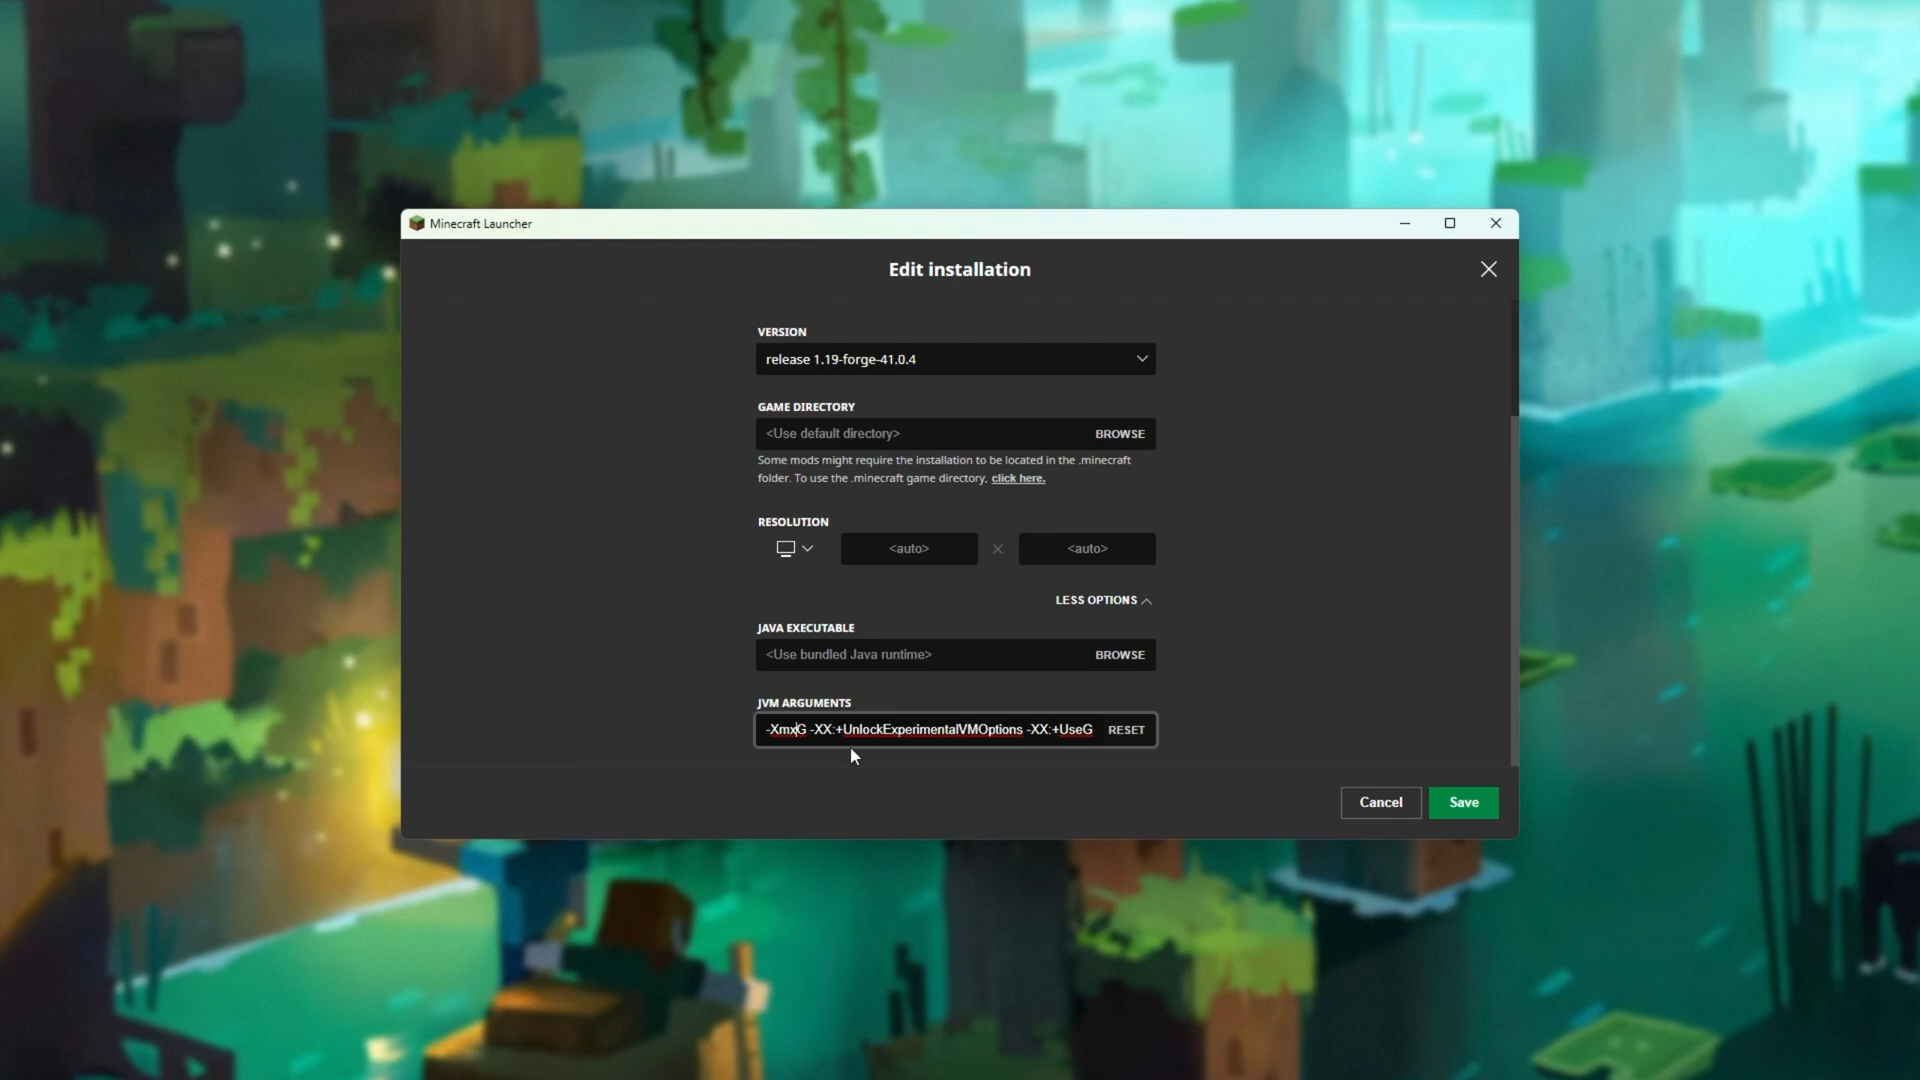 Minecraft Launcher
Edit installation
VERSION
release 1.19-forge-41.0.4
GAME DIRECTORY
<Use default directory> BROWSE
Some mods might require the installation to be located in the .minecraft
folder. To use the .minecraft game directory, click here.
RESOLUTION
<auto> <auto>
LESS OPTIONS
JAVA EXECUTABLE
<Use bundled Java runtime> BROWSE
JVM ARGUMENTS
-XmxG -XX:+UnlockExperimentalVMOptions -XX:+UseG RESET
Cancel Save